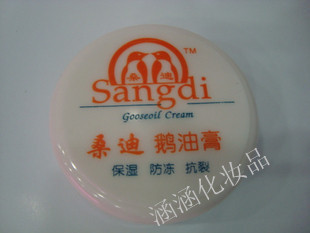 桑 迪
TM
Sangdi
Gooseoil Cream
桑迪 鹅油膏
保湿 防冻 抗裂
涵涵化妆品